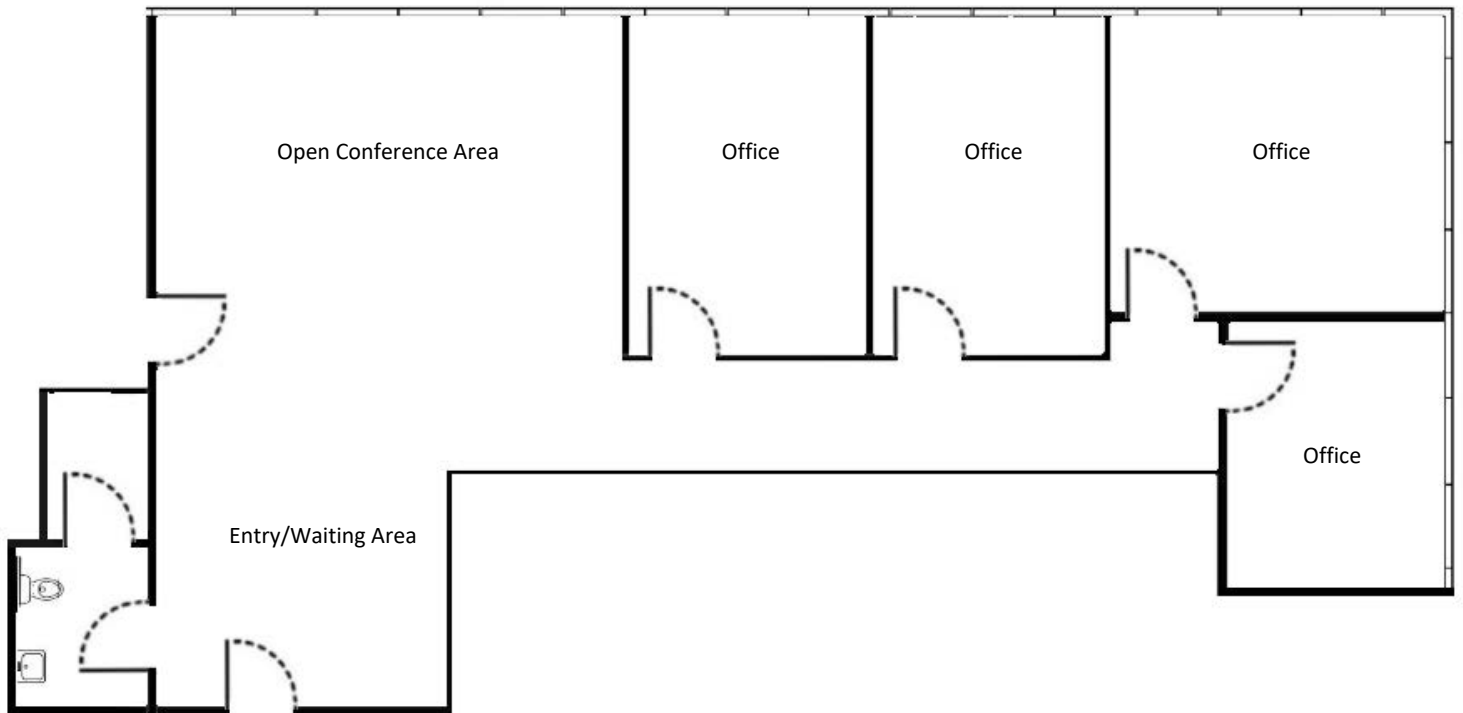 Open Conference Area
Office
Office
Office
Office
Entry/Waiting Area